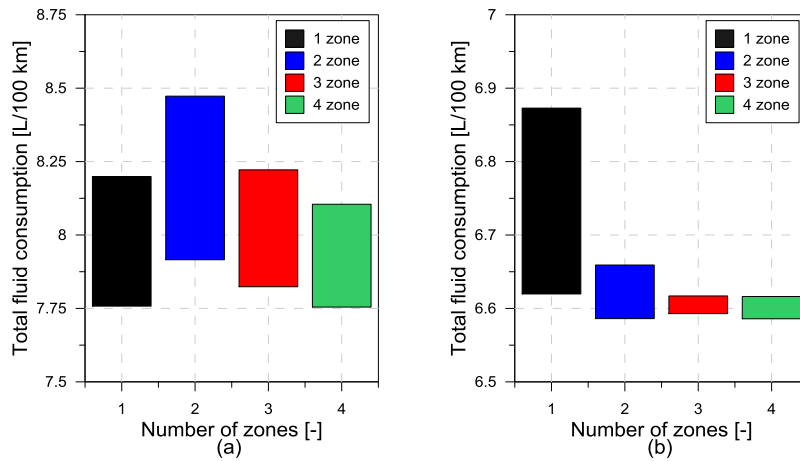 Total fluid consumption [L/100 km]
8.75
8.5
8.25
8
7.75
7.5
1 zone
2 zone
3 zone
4 zone
1 2 3 4
Number of zones [-]
(a)
Total fluid consumption [L/100 km]
7
6.9
6.8
6.7
6.6
6.5
1 zone
2 zone
3 zone
4 zone
1 2 3 4
Number of zones [-]
(b)